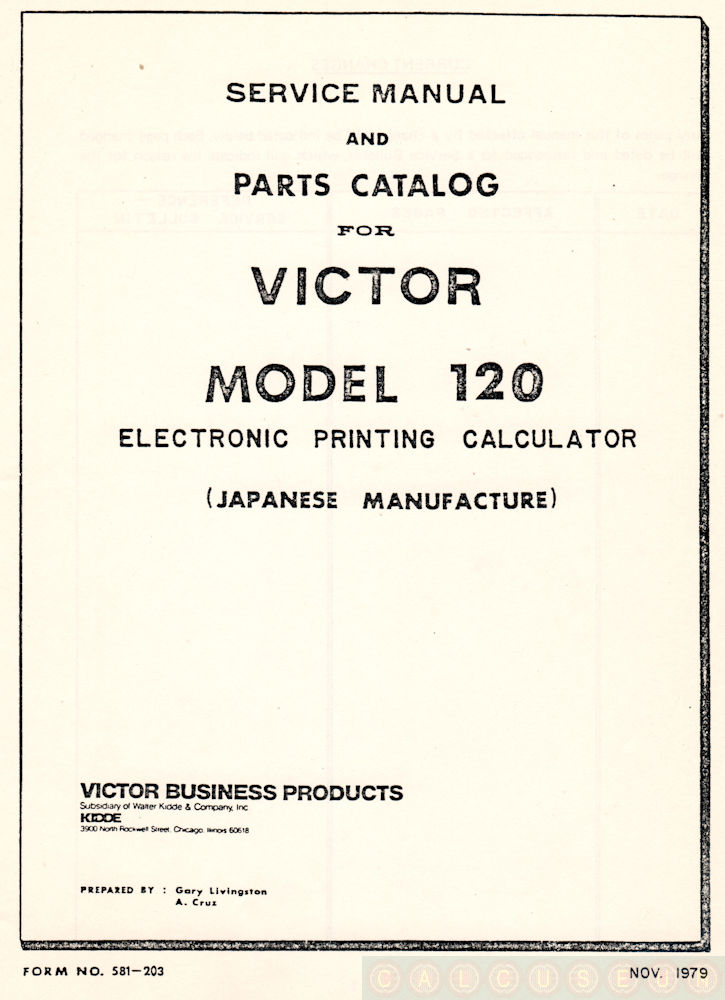 SERVICE MANUAL
AND
PARTS CATALOG
FOR
VICTOR
MODEL 120
ELECTRONIC PRINTING CALCULATOR
(JAPANESE MANUFACTURE)
VICTOR BUSINESS PRODUCTS
Subsidiary of Walter Kidde & Company, Inc
KIDDE
3900 North Rockwell Street, Chicago, Illinois 60618
PREPARED BY : Gary Livingston
A. Cruz
FORM NO. 581-203
NOV. 1979
CALCUSEUM